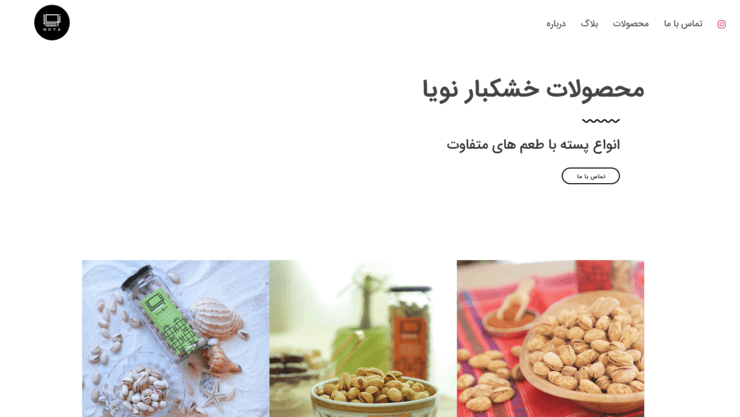 NOYA
تماس با ما
محصولات
بلاگ
درباره
محصولات خشکبار نویا
انواع پسته با طعم های متفاوت
تماس با ما